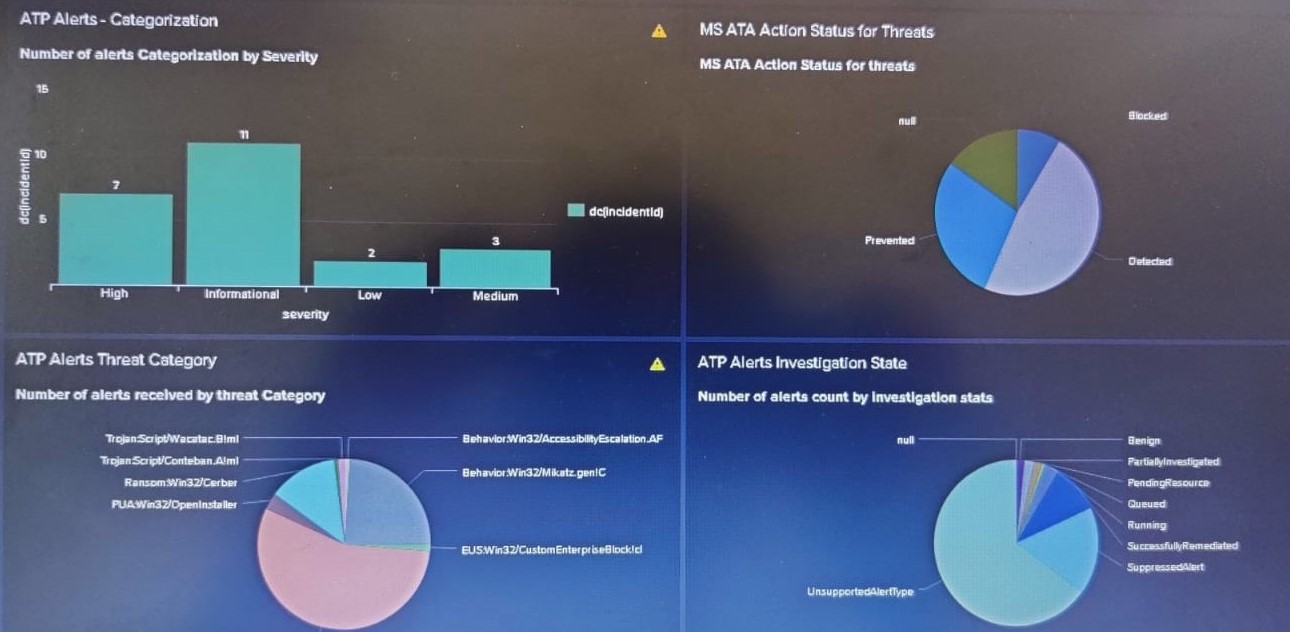 ATP Alerts - Categorization
Number of alerts Categorization by Severity
15
10
5
dc(incidentId)
7
11
2
3
High
Informational
Low
Medium
severity
dc(incidentId)
MS ATA Action Status for Threats
MS ATA Action Status for threats
null
Blocked
Prevented
Detected
ATP Alerts Threat Category
Number of alerts received by threat Category
Trojan:Script/Wacatac.B!ml
Trojan:Script/Conteban.A!ml
Ransom:Win32/Cerber
PUA:Win32/OpenInstaller
Behavior:Win32/AccessibilityEscalation.AF
Behavior:Win32/Mikatz.gen!C
EUS:Win32/CustomEnterpriseBlock!cl
ATP Alerts Investigation State
Number of alerts count by investigation stats
null
Benign
PartiallyInvestigated
PendingResource
Queued
Running
SuccessfullyRemediated
SuppressedAlert
UnsupportedAlertType